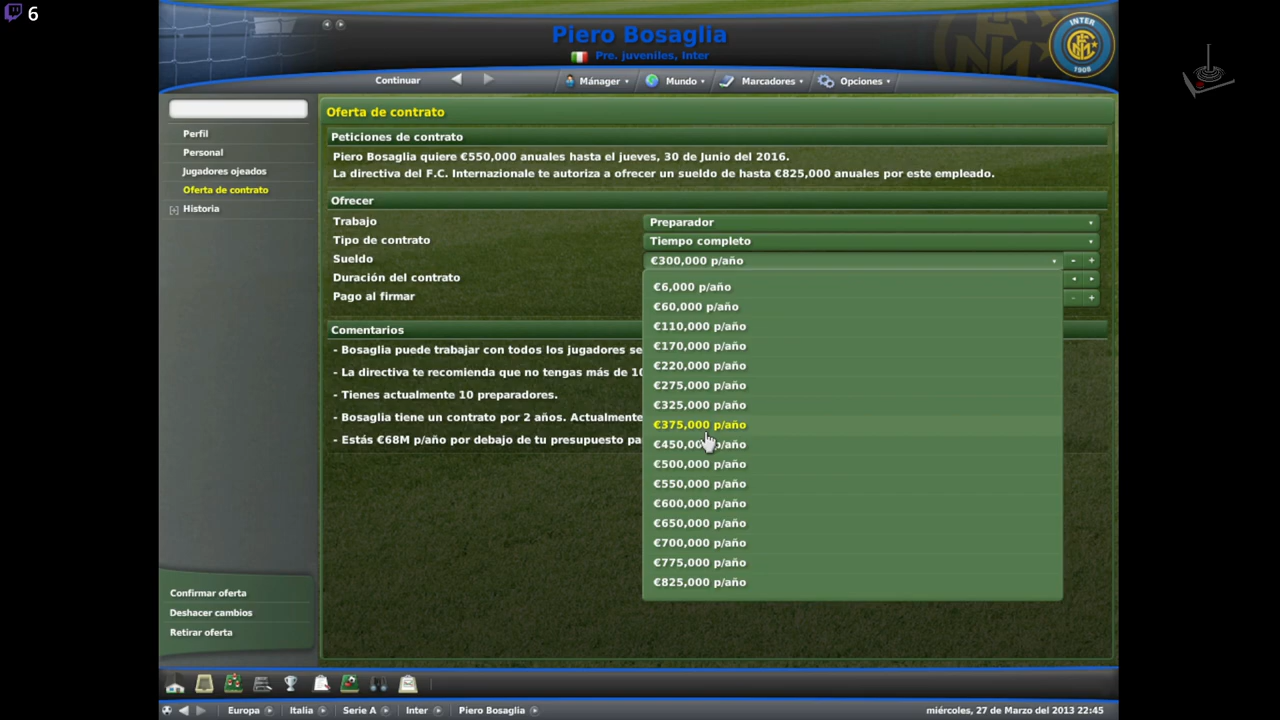 6
Piero Bosaglia
Pre. juveniles, Inter
INTER
1908
Continuar
Mánager
Mundo
Marcadores
Opciones
Perfil
Personal
Jugadores ojeados
Oferta de contrato
Historia
Oferta de contrato
Peticiones de contrato
Piero Bosaglia quiere €550,000 anuales hasta el jueves, 30 de Junio del 2016.
La directiva del F.C. Internazionale te autoriza a ofrecer un sueldo de hasta €825,000 anuales por este empleado.
Ofrecer
Trabajo Preparador
Tipo de contrato Tiempo completo
Sueldo €300,000 p/año - +
Duración del contrato
Pago al firmar - +
€6,000 p/año
€60,000 p/año
€110,000 p/año
€170,000 p/año
€220,000 p/año
€275,000 p/año
€325,000 p/año
€375,000 p/año
€450,000 p/año
€500,000 p/año
€550,000 p/año
€600,000 p/año
€650,000 p/año
€700,000 p/año
€775,000 p/año
€825,000 p/año
Comentarios
- Bosaglia puede trabajar con todos los jugadores se
- La directiva te recomienda que no tengas más de 10
- Tienes actualmente 10 preparadores.
- Bosaglia tiene un contrato por 2 años. Actualmente
- Estás €68M p/año por debajo de tu presupuesto pa
Confirmar oferta
Deshacer cambios
Retirar oferta
Europa Italia Serie A Inter Piero Bosaglia miércoles, 27 de Marzo del 2013 22:45